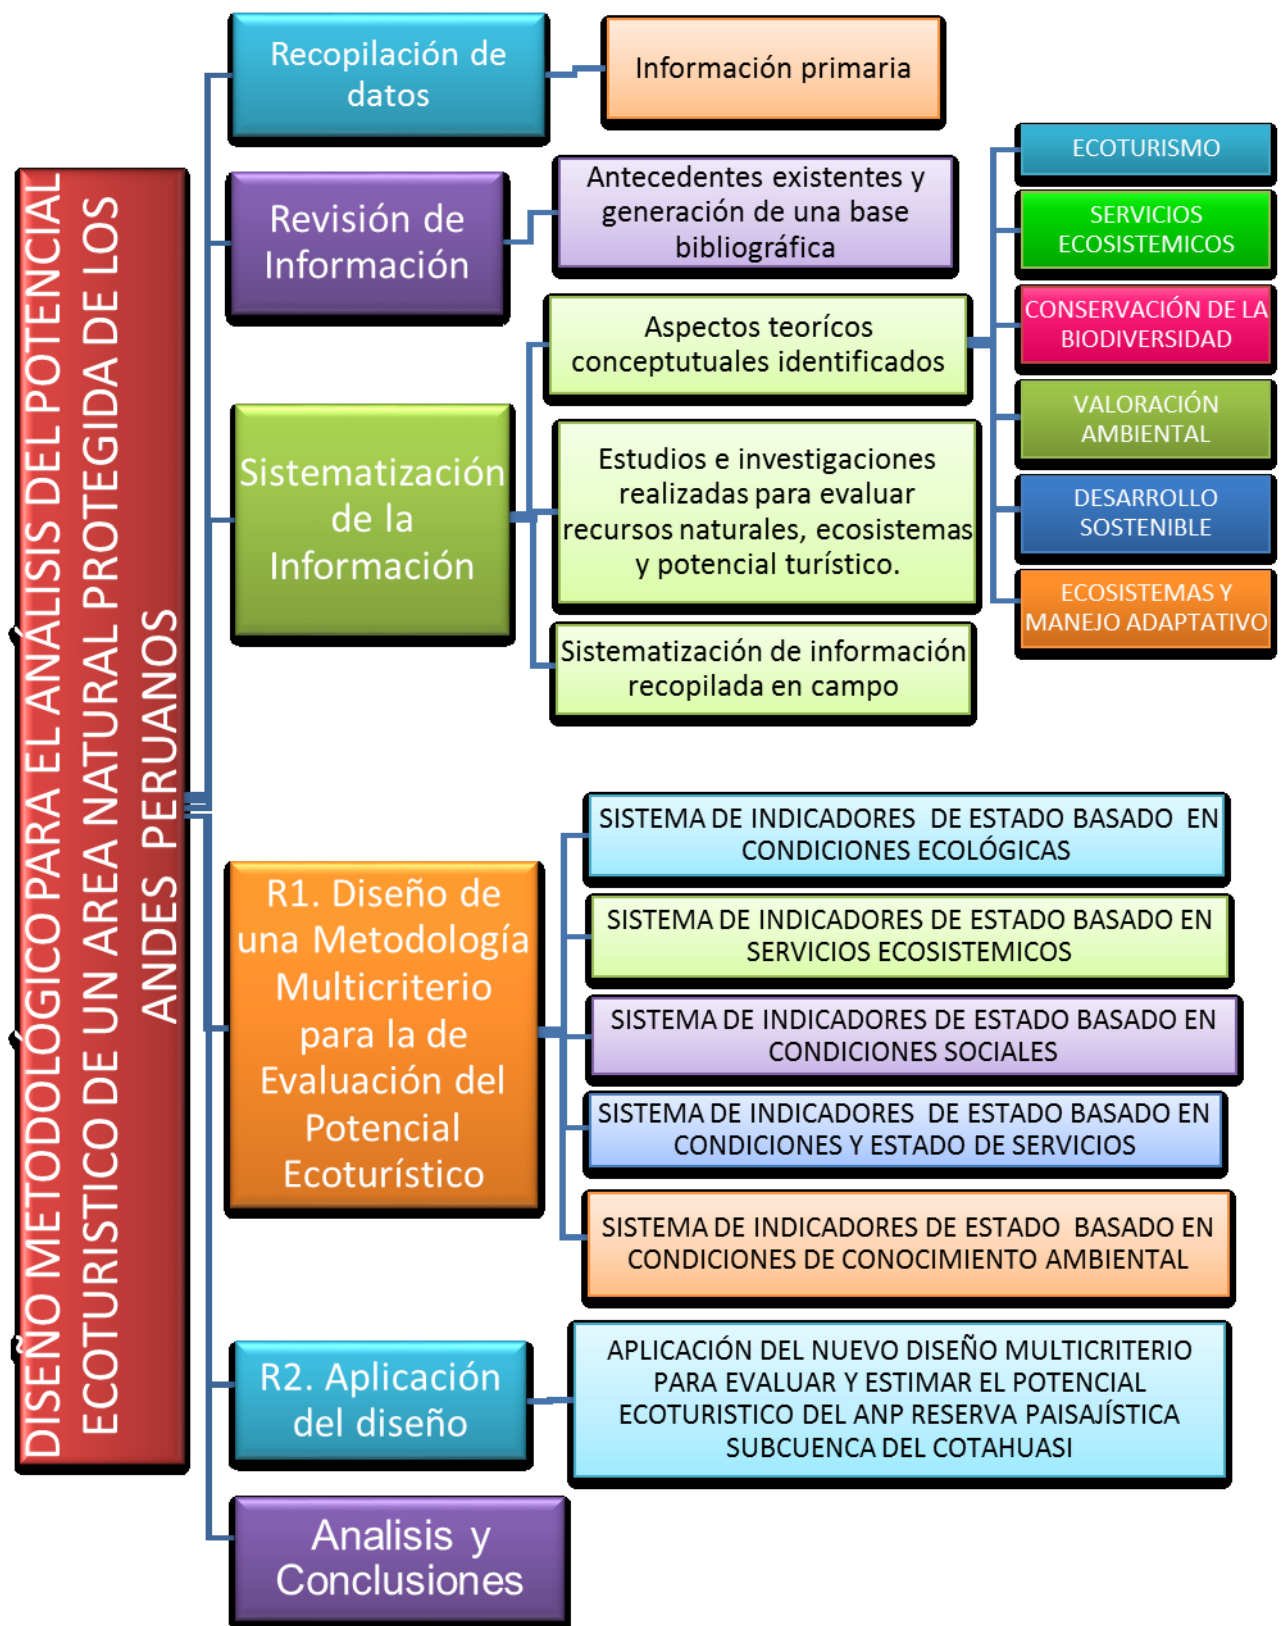 DISEÑO METODOLÓGICO PARA EL ANÁLISIS DEL POTENCIAL
ECOTURISTICO DE UN AREA NATURAL PROTEGIDA DE LOS
ANDES PERUANOS
Recopilación de
datos
Información primaria
Revisión de
Información
Antecedentes existentes y
generación de una base
bibliográfica
Sistematización
de la
Información
Aspectos teorícos
conceptutuales identificados
ECOTURISMO
SERVICIOS
ECOSISTEMICOS
CONSERVACIÓN DE LA
BIODIVERSIDAD
VALORACIÓN
AMBIENTAL
DESARROLLO
SOSTENIBLE
ECOSISTEMAS Y
MANEJO ADAPTATIVO
Estudios e investigaciones
realizadas para evaluar
recursos naturales, ecosistemas
y potencial turístico.
Sistematización de información
recopilada en campo
R1. Diseño de
una Metodología
Multicriterio
para la de
Evaluación del
Potencial
Ecoturístico
SISTEMA DE INDICADORES DE ESTADO BASADO EN
CONDICIONES ECOLÓGICAS
SISTEMA DE INDICADORES DE ESTADO BASADO EN
SERVICIOS ECOSISTEMICOS
SISTEMA DE INDICADORES DE ESTADO BASADO EN
CONDICIONES SOCIALES
SISTEMA DE INDICADORES DE ESTADO BASADO EN
CONDICIONES Y ESTADO DE SERVICIOS
SISTEMA DE INDICADORES DE ESTADO BASADO EN
CONDICIONES DE CONOCIMIENTO AMBIENTAL
R2. Aplicación
del diseño
APLICACIÓN DEL NUEVO DISEÑO MULTICRITERIO
PARA EVALUAR Y ESTIMAR EL POTENCIAL
ECOTURISTICO DEL ANP RESERVA PAISAJÍSTICA
SUBCUENCA DEL COTAHUASI
Analisis y
Conclusiones